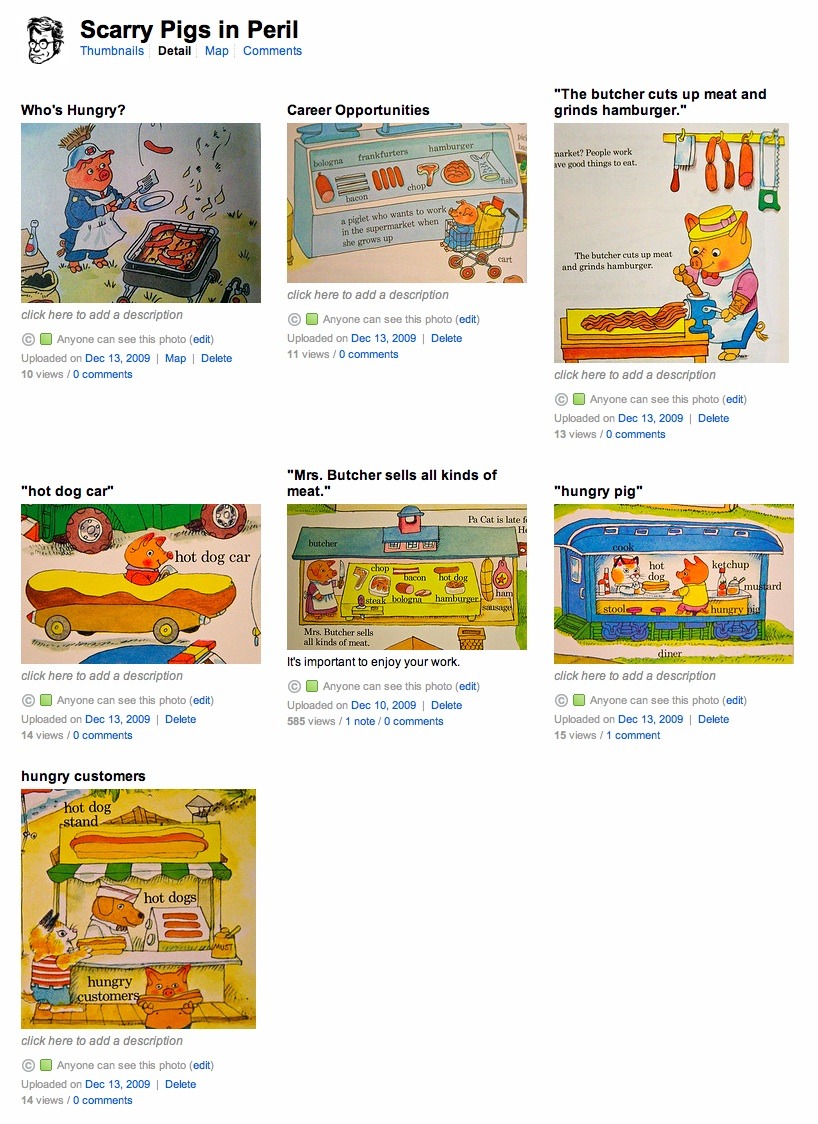 Scarry Pigs in Peril
Thumbnails Detail Map Comments
Who's Hungry?
click here to add a description
Anyone can see this photo (edit)
Uploaded on Dec 13, 2009 | Map | Delete
10 views / 0 comments
Career Opportunities
bologna frankfurters hamburger
bacon chop fish
a piglet who wants to work
in the supermarket when
she grows up
cart
click here to add a description
© Anyone can see this photo (edit)
Uploaded on Dec 13, 2009 | Delete
11 views / 0 comments
"The butcher cuts up meat and
grinds hamburger."
market? People work
ave good things to eat.
The butcher cuts up meat
and grinds hamburger.
click here to add a description
© Anyone can see this photo (edit)
Uploaded on Dec 13, 2009 | Delete
13 views / 0 comments
"hot dog car"
hot dog car
click here to add a description
© Anyone can see this photo (edit)
Uploaded on Dec 13, 2009 | Delete
14 views / 0 comments
"Mrs. Butcher sells all kinds of
meat."
Pa Cat is late f
He
butcher
chop bacon hot dog
steak bologna hamburger ham
sausage
Mrs. Butcher sells
all kinds of meat.
It's important to enjoy your work.
© Anyone can see this photo (edit)
Uploaded on Dec 10, 2009 | Delete
585 views / 1 note / 0 comments
"hungry pig"
cook
hot
dog
ketchup
mustard
stool hungry pig
diner
click here to add a description
© Anyone can see this photo (edit)
Uploaded on Dec 13, 2009 | Delete
15 views / 1 comment
hungry customers
hot dog
stand
hot dogs
MUST
hungry
customers
click here to add a description
© Anyone can see this photo (edit)
Uploaded on Dec 13, 2009 | Delete
14 views / 0 comments